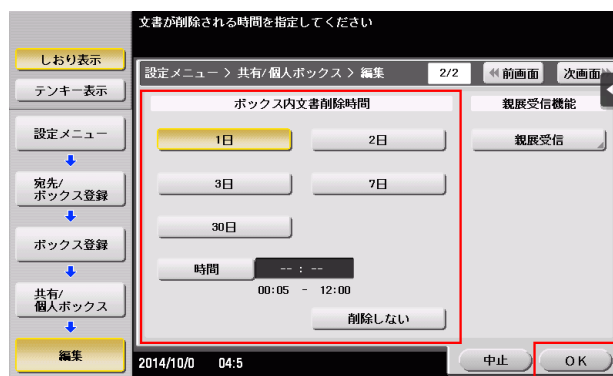 文書が削除される時間を指定してください
しおり表示
テンキー表示
設定メニュー
宛先/
ボックス登録
ボックス登録
共有/
個人ボックス
編集
設定メニュー > 共有/個人ボックス > 編集
2/2
前画面
次画面
ボックス内文書削除時間
1日
2日
3日
7日
30日
時間
-- : --
00:05 - 12:00
削除しない
親展受信機能
親展受信
2014/10/0 04:5
中止
OK